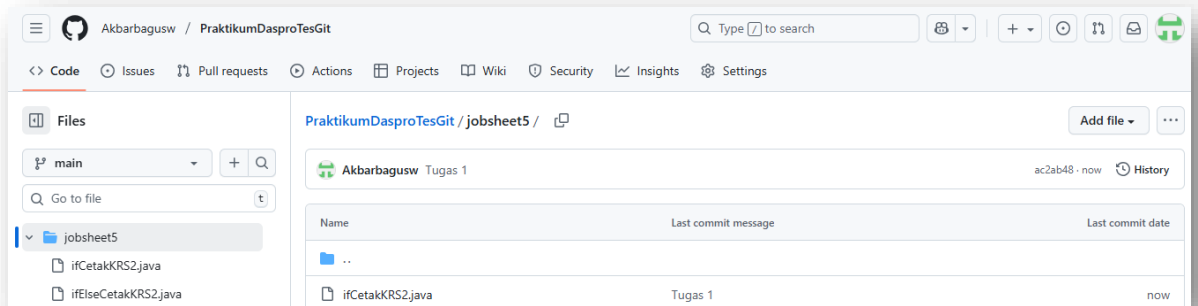 Akbarbagusw / PraktikumDasproTesGit Type / to search
Code Issues Pull requests Actions Projects Wiki Security Insights Settings
Files
main
Go to file t
jobsheet5
ifCetakKRS2.java
ifElseCetakKRS2.java
PraktikumDasproTesGit / jobsheet5 / Add file
Akbarbagusw Tugas 1 ac2ab48 · now History
Name Last commit message Last commit date
..
ifCetakKRS2.java Tugas 1 now